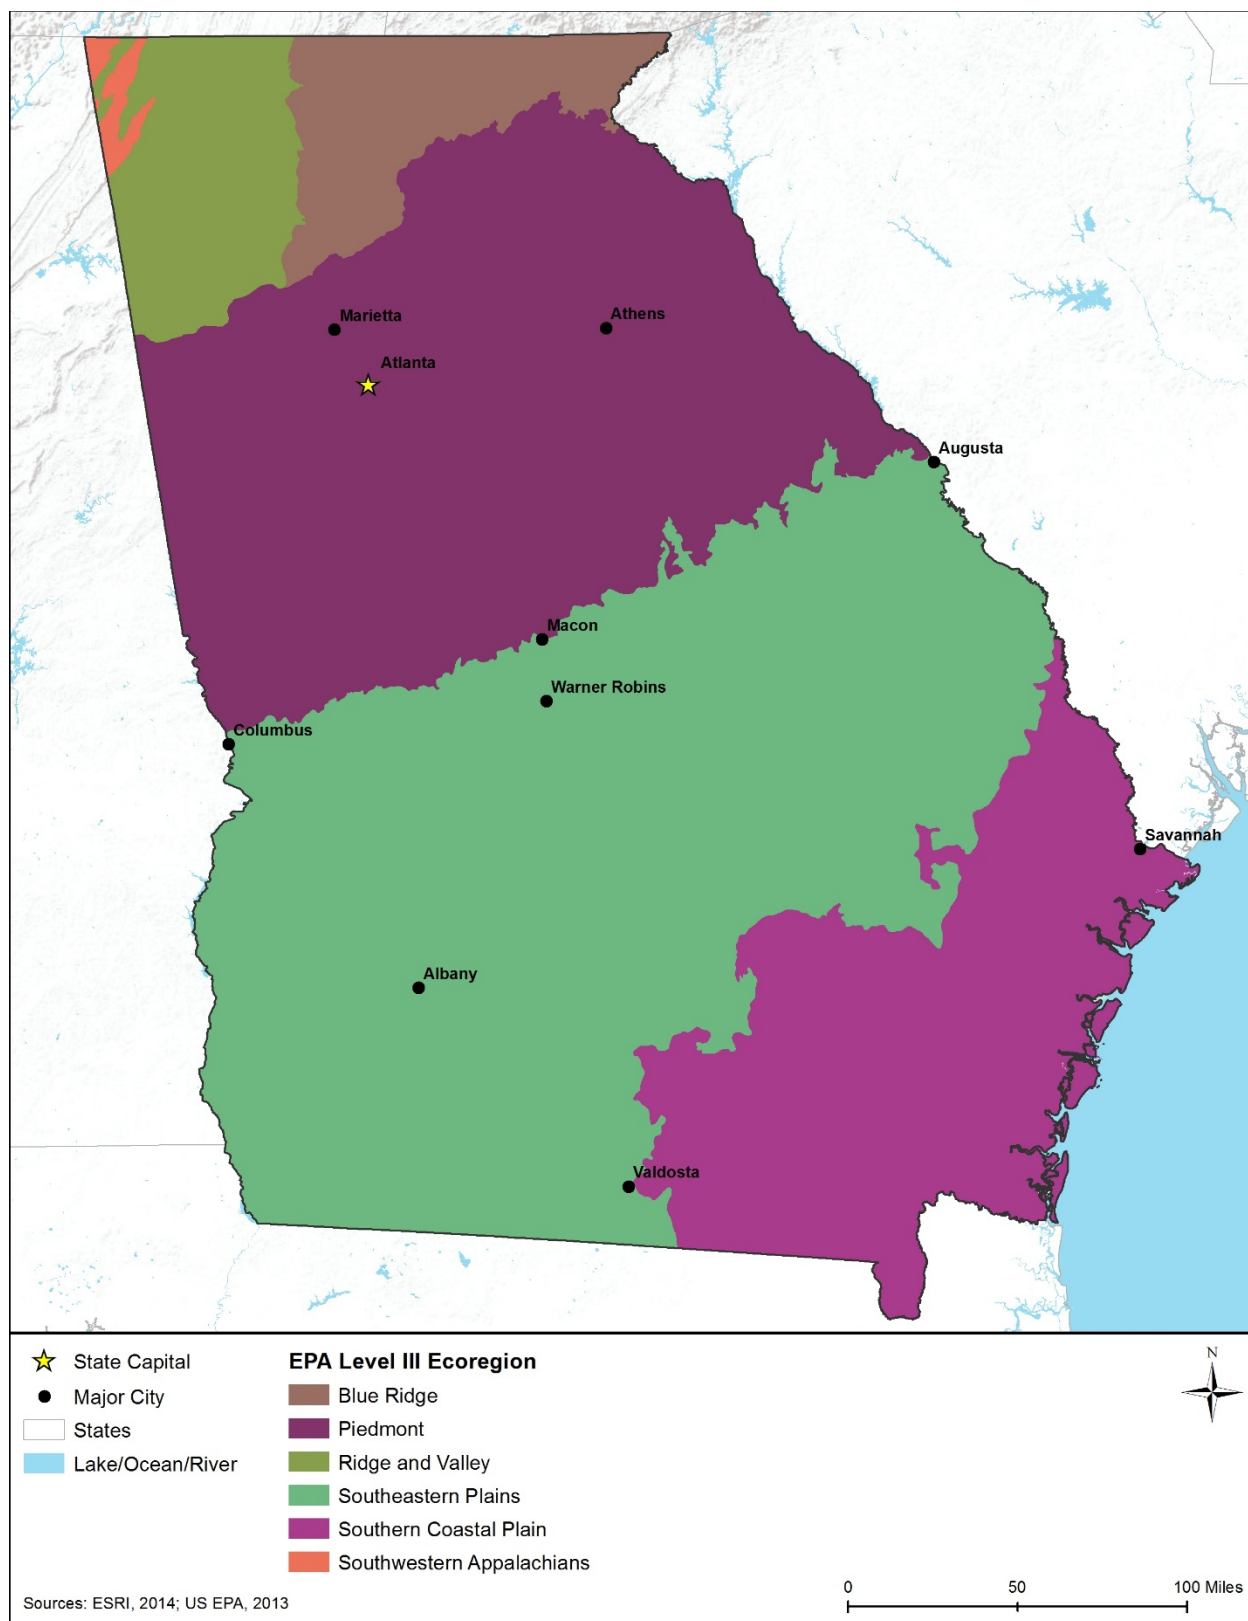 Marietta
Athens
Atlanta
Augusta
Macon
Warner Robins
Columbus
Savannah
Albany
Valdosta
State Capital
Major City
States
Lake/Ocean/River
EPA Level III Ecoregion
Blue Ridge
Piedmont
Ridge and Valley
Southeastern Plains
Southern Coastal Plain
Southwestern Appalachians
N
0 50 100 Miles
Sources: ESRI, 2014; US EPA, 2013